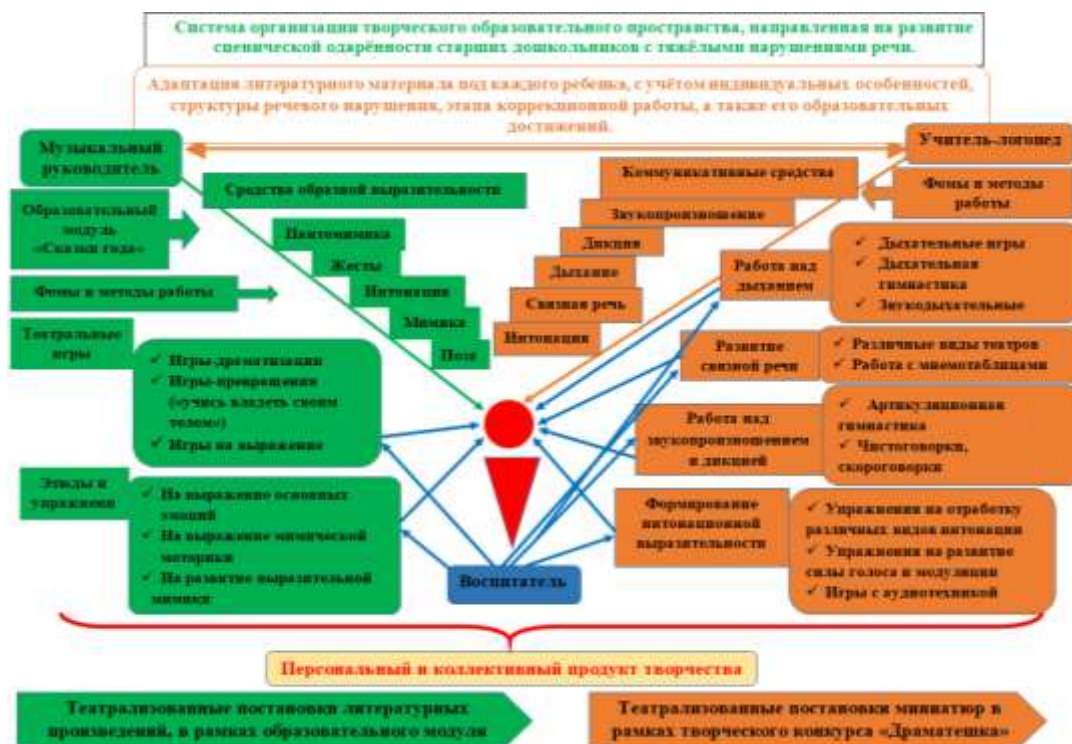 Система организации творческого образовательного пространства, направленная на развитие
сценической одарённости старших дошкольников с тяжёлыми нарушениями речи.
Адаптация литературного материала под каждого ребенка, с учётом индивидуальных особенностей,
структуры речевого нарушения, этапа коррекционной работы, а также его образовательных
достижений.
Музыкальный
руководитель
Учитель-логопед
Средства образной выразительности
Коммуникативные средства
Фомы и методы
работы
Образовательный
модуль
«Сказки года»
Пантомимика
Жесты
Интонация
Мимика
Поза
Звукопроизношение
Дикция
Дыхание
Связная речь
Интонация
Работа над
дыханием
✓ Дыхательные игры
✓ Дыхательная
гимнастика
✓ Звукодыхательные
Фомы и методы работы
Театральные
игры
✓ Игры-драматизации
✓ Игры-превращения
(«учись владеть своим
телом»)
✓ Игры на выражение
Развитие
связной речи
✓ Различные виды театров
✓ Работа с мнемотаблицами
Работа над
звукопроизношением
и дикцией
✓ Артикуляционная
гимнастика
✓ Чистоговорки,
скороговорки
Этюды и
упражнения
✓ На выражение основных
эмоций
✓ На выражение мимической
моторики
✓ На развитие выразительной
мимики
Воспитатель
Формирование
интонационной
выразительности
✓ Упражнения на отработку
различных видов интонации
✓ Упражнения на развитие
силы голоса и модуляции
✓ Игры с аудиотехникой
Персональный и коллективный продукт творчества
Театрализованные постановки литературных
произведений, в рамках образовательного модуля
Театрализованные постановки миниатюр в
рамках творческого конкурса «Драматешка»